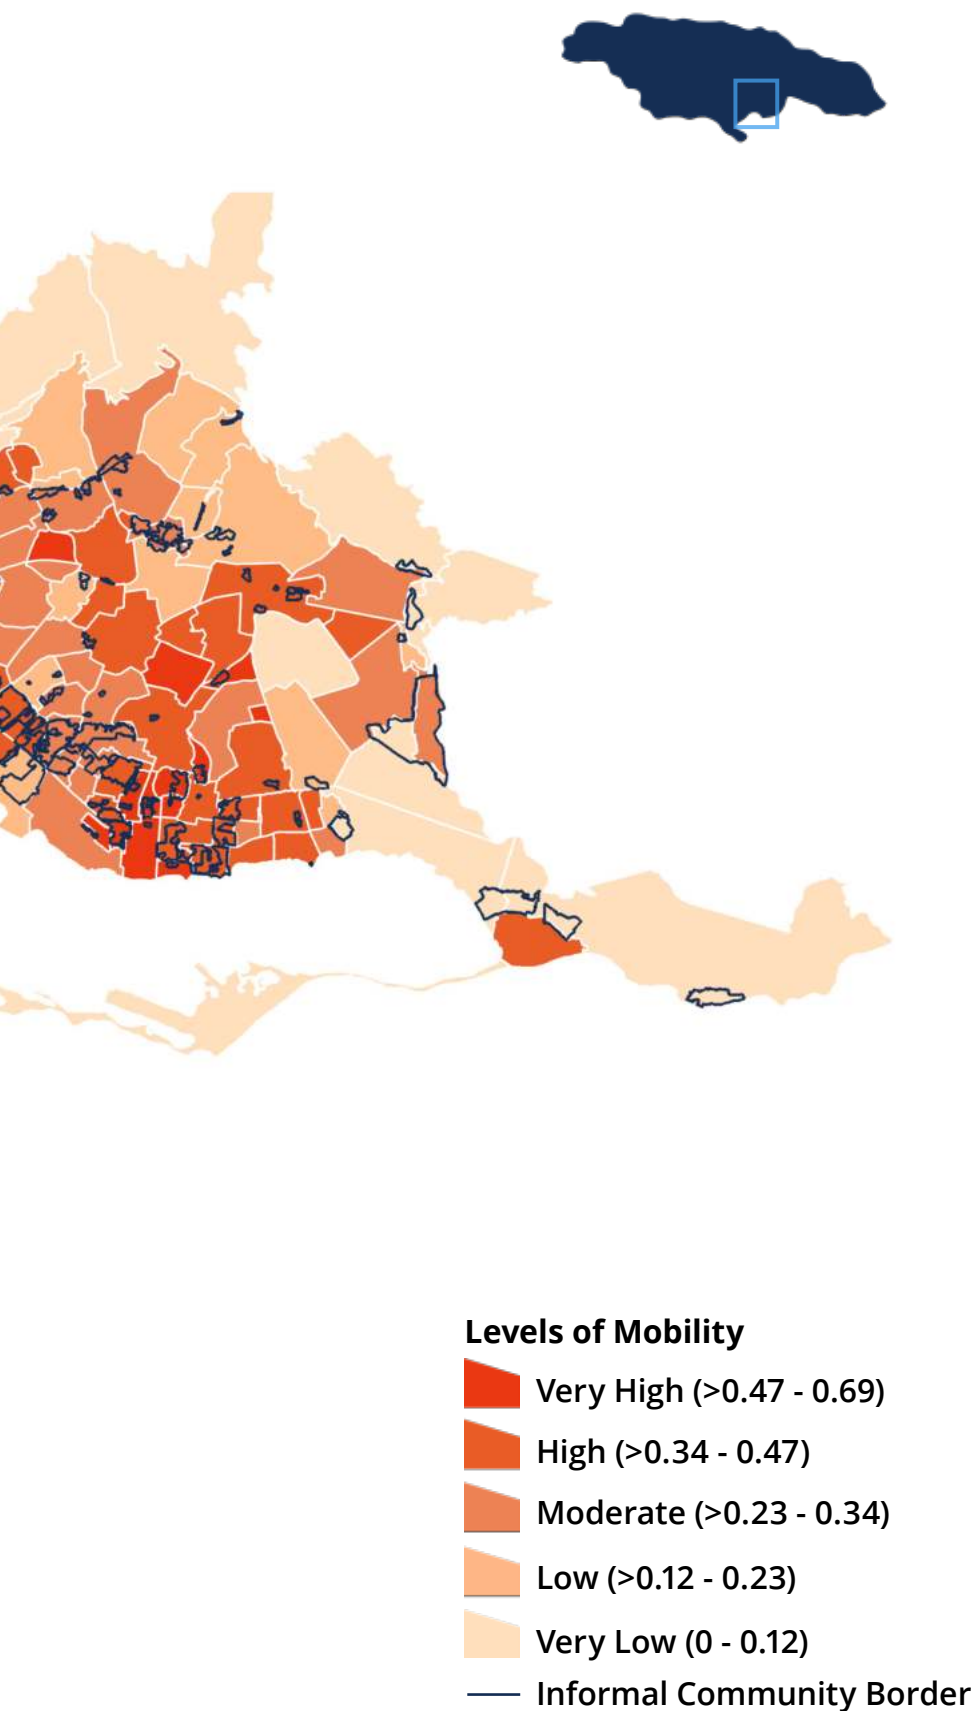 Levels of Mobility
Very High (>0.47 - 0.69)
High (>0.34 - 0.47)
Moderate (>0.23 - 0.34)
Low (>0.12 - 0.23)
Very Low (0 - 0.12)
Informal Community Border